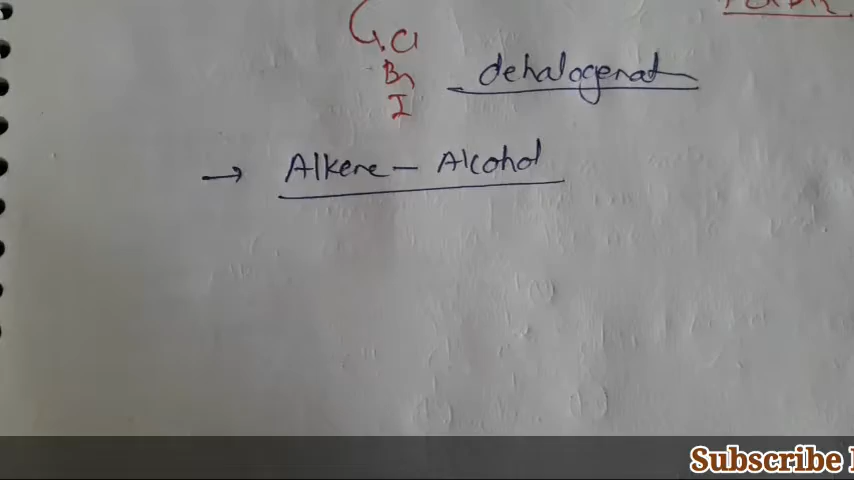 Cl
Br
I
dehalogenat
→ Alkene - Alcohol
Subscribe